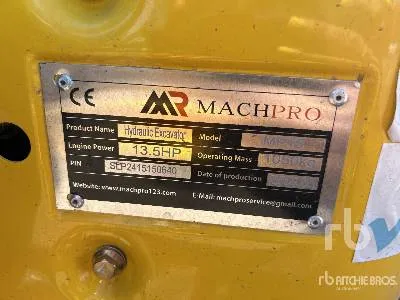 CE MR MACHPRO
Product Name Hydraulic Excavator Model
Engine Power 13.5HP Operating Mass
PIN SLP2415150640 Date of production
Website: www.machpro123.com E-Mail: machproservice@gmail.com
rb
RITCHIE BROS.